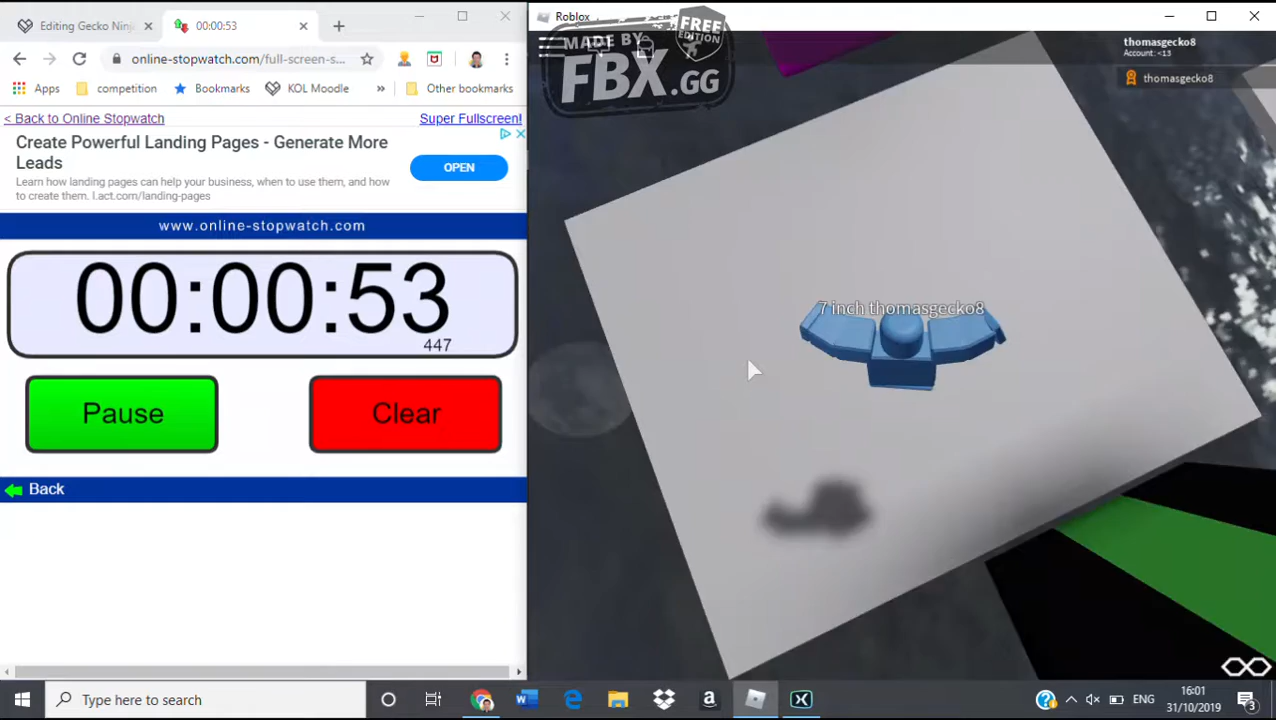 Editing Gecko Ninj
00:00:53
online-stopwatch.com/full-screen-s...
Apps
competition
Bookmarks
KOL Moodle
»
Other bookmarks
< Back to Online Stopwatch
Super Fullscreen!
Create Powerful Landing Pages - Generate More
Leads
OPEN
Learn how landing pages can help your business, when to use them, and how
to create them. l.act.com/landing-pages
www.online-stopwatch.com
00:00:53
447
Pause
Clear
Back
Roblox
MADE BY
FBX.GG
FREE
EDITION
thomasgecko8
Account: <13
thomasgecko8
7 inch thomasgecko8
Type here to search
ENG
16:01
31/10/2019
3